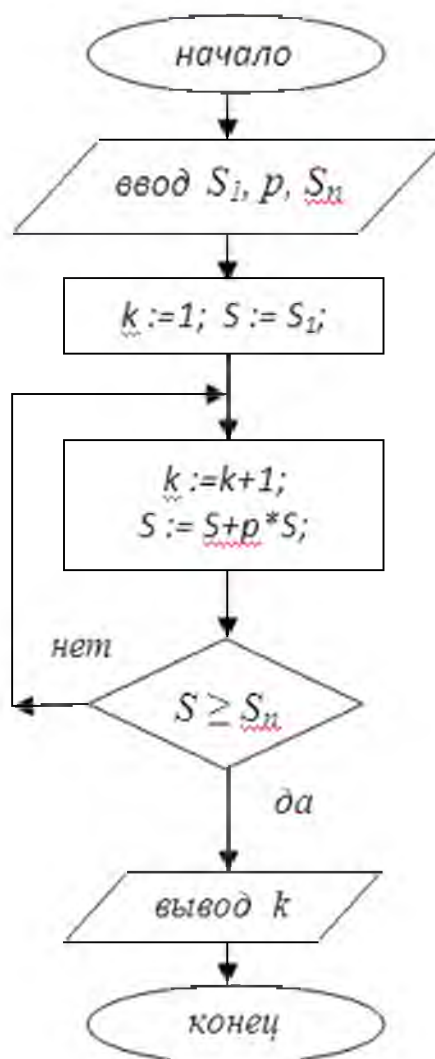 начало
ввод S₁, p, Sₙ
k :=1; S := S₁;
k :=k+1;
S := S+p*S;
нет
S ≥ Sₙ
да
вывод k
конец